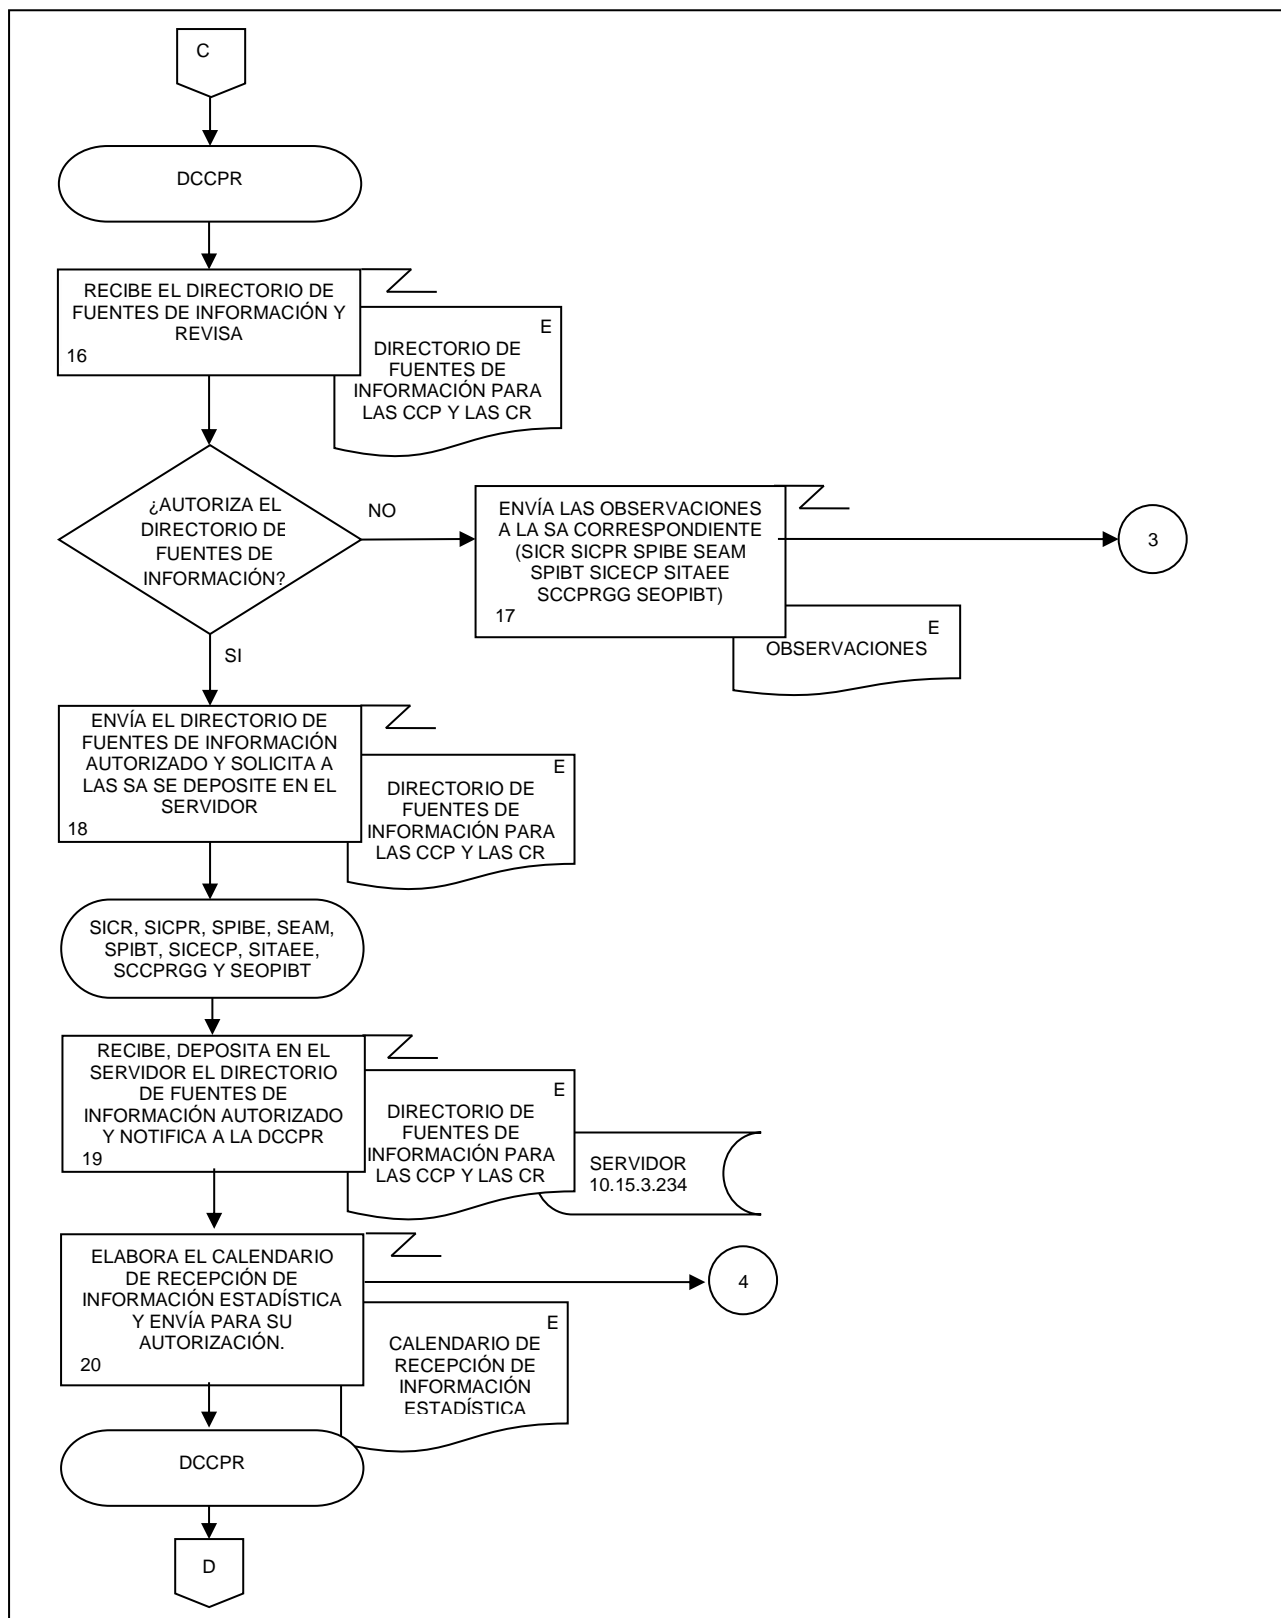 C
DCCPR
RECIBE EL DIRECTORIO DE
FUENTES DE INFORMACIÓN Y
REVISA
16
E
DIRECTORIO DE
FUENTES DE
INFORMACIÓN PARA
LAS CCP Y LAS CR
¿AUTORIZA EL
DIRECTORIO DE
FUENTES DE
INFORMACIÓN?
NO
ENVÍA LAS OBSERVACIONES
A LA SA CORRESPONDIENTE
(SICR SICPR SPIBE SEAM
SPIBT SICECP SITAEE
SCCPRGG SEOPIBT)
17
3
E
OBSERVACIONES
SI
ENVÍA EL DIRECTORIO DE
FUENTES DE INFORMACIÓN
AUTORIZADO Y SOLICITA A
LAS SA SE DEPOSITE EN EL
SERVIDOR
18
E
DIRECTORIO DE
FUENTES DE
INFORMACIÓN PARA
LAS CCP Y LAS CR
SICR, SICPR, SPIBE, SEAM,
SPIBT, SICECP, SITAEE,
SCCPRGG Y SEOPIBT
RECIBE, DEPOSITA EN EL
SERVIDOR EL DIRECTORIO
DE FUENTES DE
INFORMACIÓN AUTORIZADO
Y NOTIFICA A LA DCCPR
19
E
DIRECTORIO DE
FUENTES DE
INFORMACIÓN PARA
LAS CCP Y LAS CR
SERVIDOR
10.15.3.234
ELABORA EL CALENDARIO
DE RECEPCIÓN DE
INFORMACIÓN ESTADÍSTICA
Y ENVÍA PARA SU
AUTORIZACIÓN.
20
4
E
CALENDARIO DE
RECEPCIÓN DE
INFORMACIÓN
ESTADÍSTICA
DCCPR
D